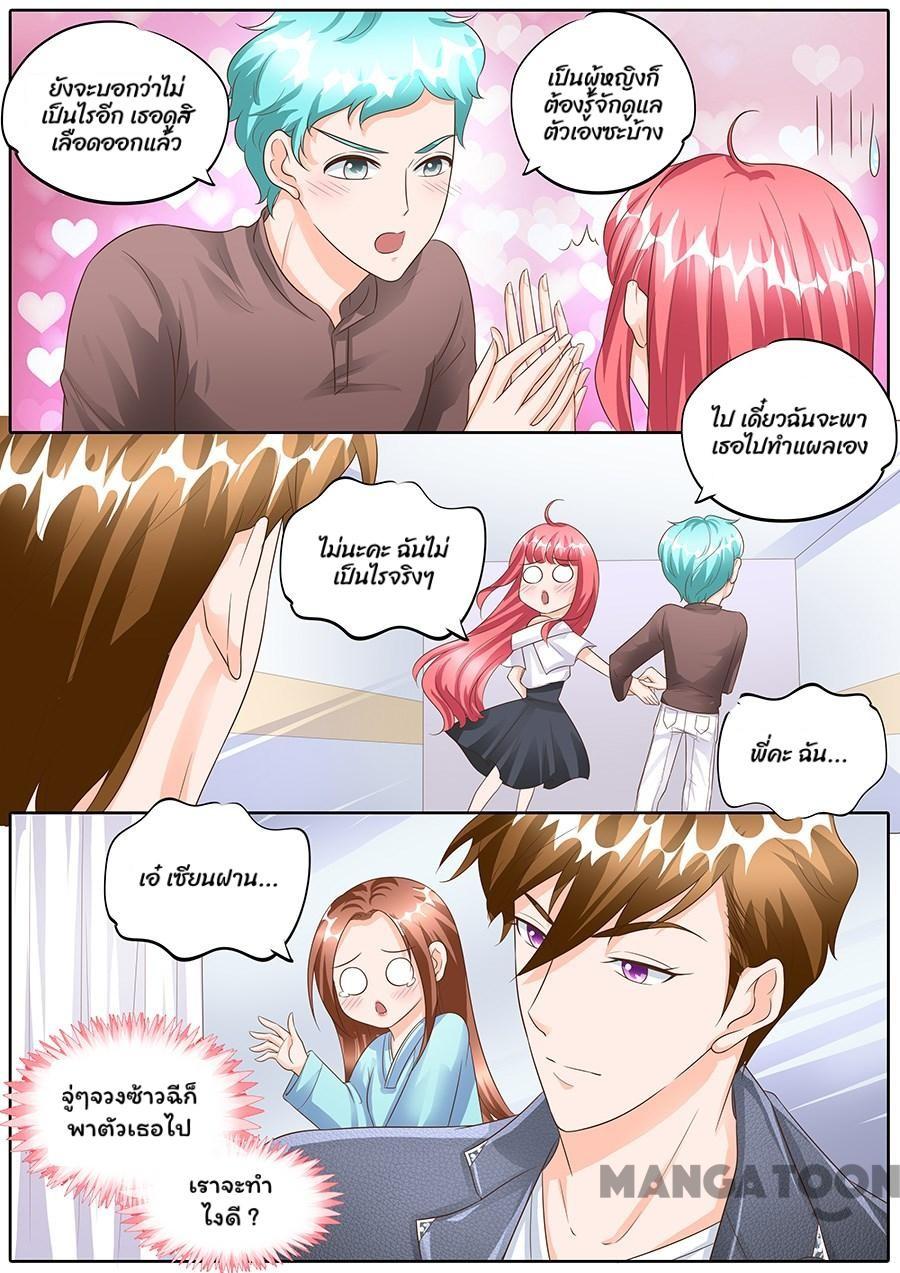 ยังจะบอกว่าไม่
เป็นไรอีก เธอดูสิ
เลือดออกแล้ว
เป็นผู้หญิงก็
ต้องรู้จักดูแล
ตัวเองซะบ้าง
ไป เดี๋ยวฉันจะพา
เธอไปทำแผลเอง
ไม่นะคะ ฉันไม่
เป็นไรจริงๆ
พี่คะ ฉัน...
เอ๋ เซียนฝาน...
จู่ๆจวงซ้าวฉีก็
พาตัวเธอไป
เราจะทำ
ไงดี ?
MANGATOON